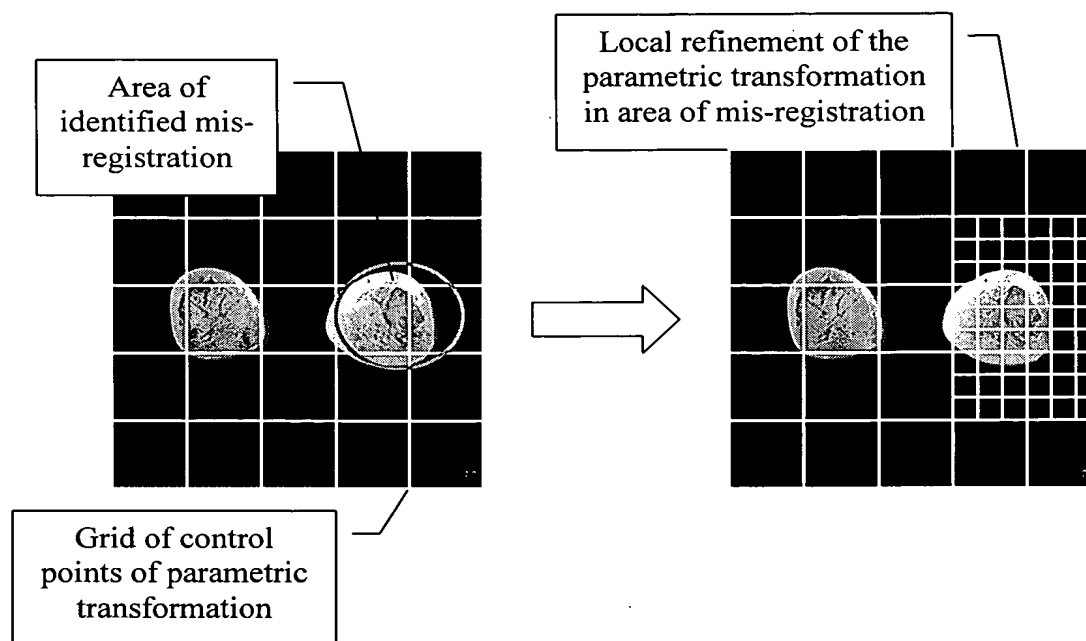 Area of
identified mis-
registration
Local refinement of the
parametric transformation
in area of mis-registration
Grid of control
points of parametric
transformation